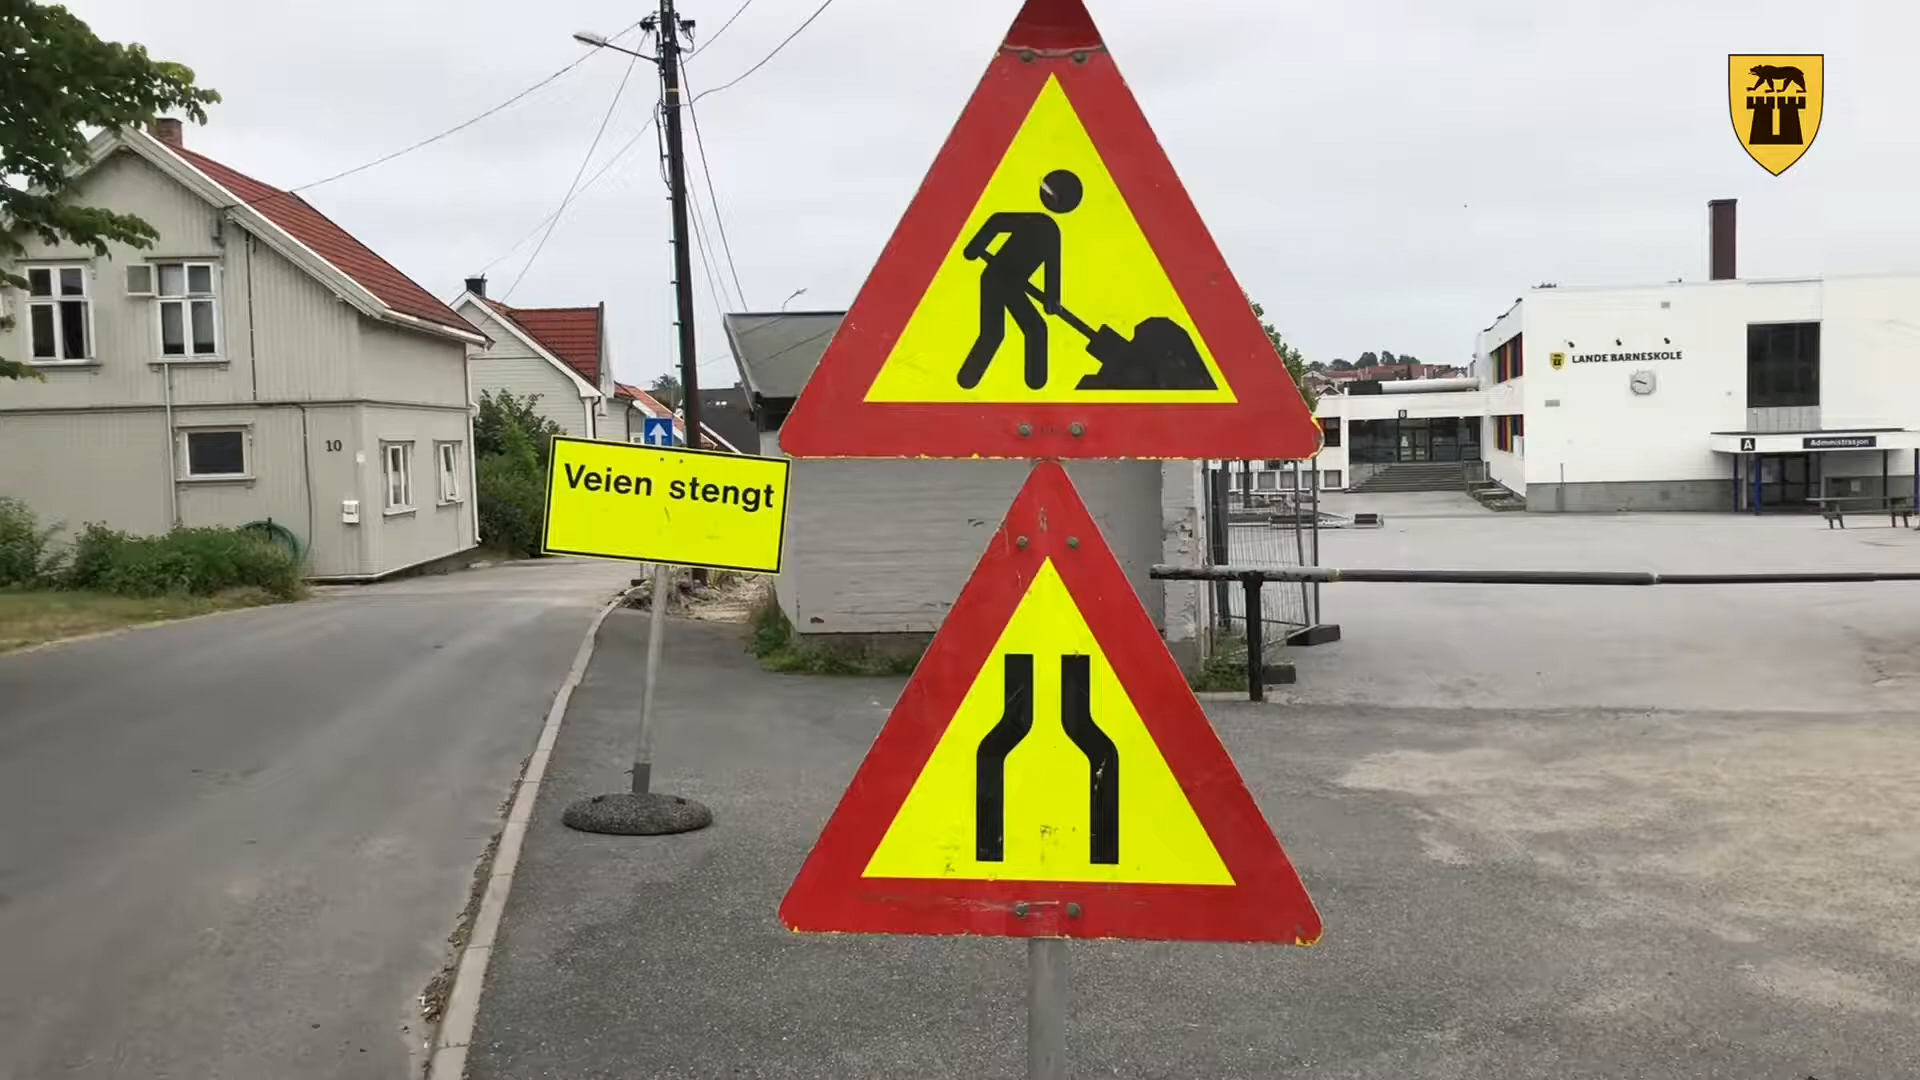 Veien stengt
10
LANDE BARNESKOLE
B
A
Administrasjon